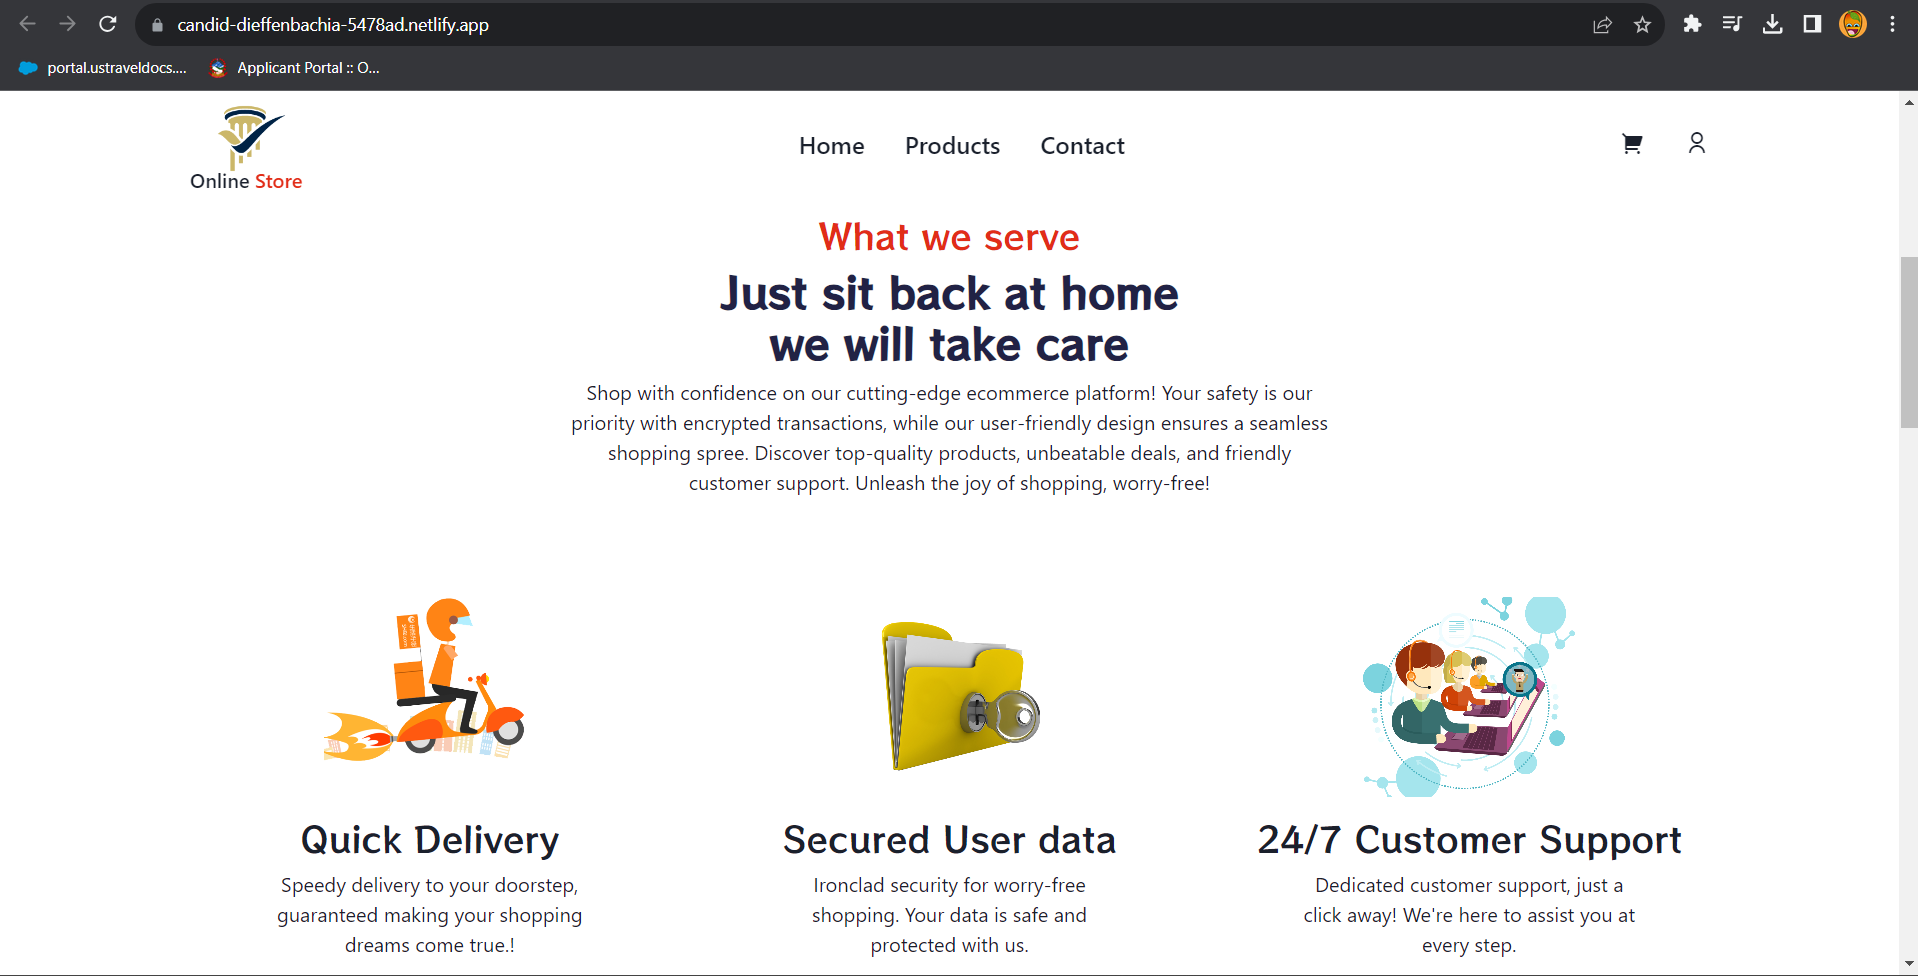 candid-dieffenbachia-5478ad.netlify.app
portal.ustraveldocs.... Applicant Portal :: O...
Home Products Contact
Online Store
What we serve
Just sit back at home
we will take care
Shop with confidence on our cutting-edge ecommerce platform! Your safety is our
priority with encrypted transactions, while our user-friendly design ensures a seamless
shopping spree. Discover top-quality products, unbeatable deals, and friendly
customer support. Unleash the joy of shopping, worry-free!
Quick Delivery
Speedy delivery to your doorstep,
guaranteed making your shopping
dreams come true.!
Secured User data
Ironclad security for worry-free
shopping. Your data is safe and
protected with us.
24/7 Customer Support
Dedicated customer support, just a
click away! We're here to assist you at
every step.